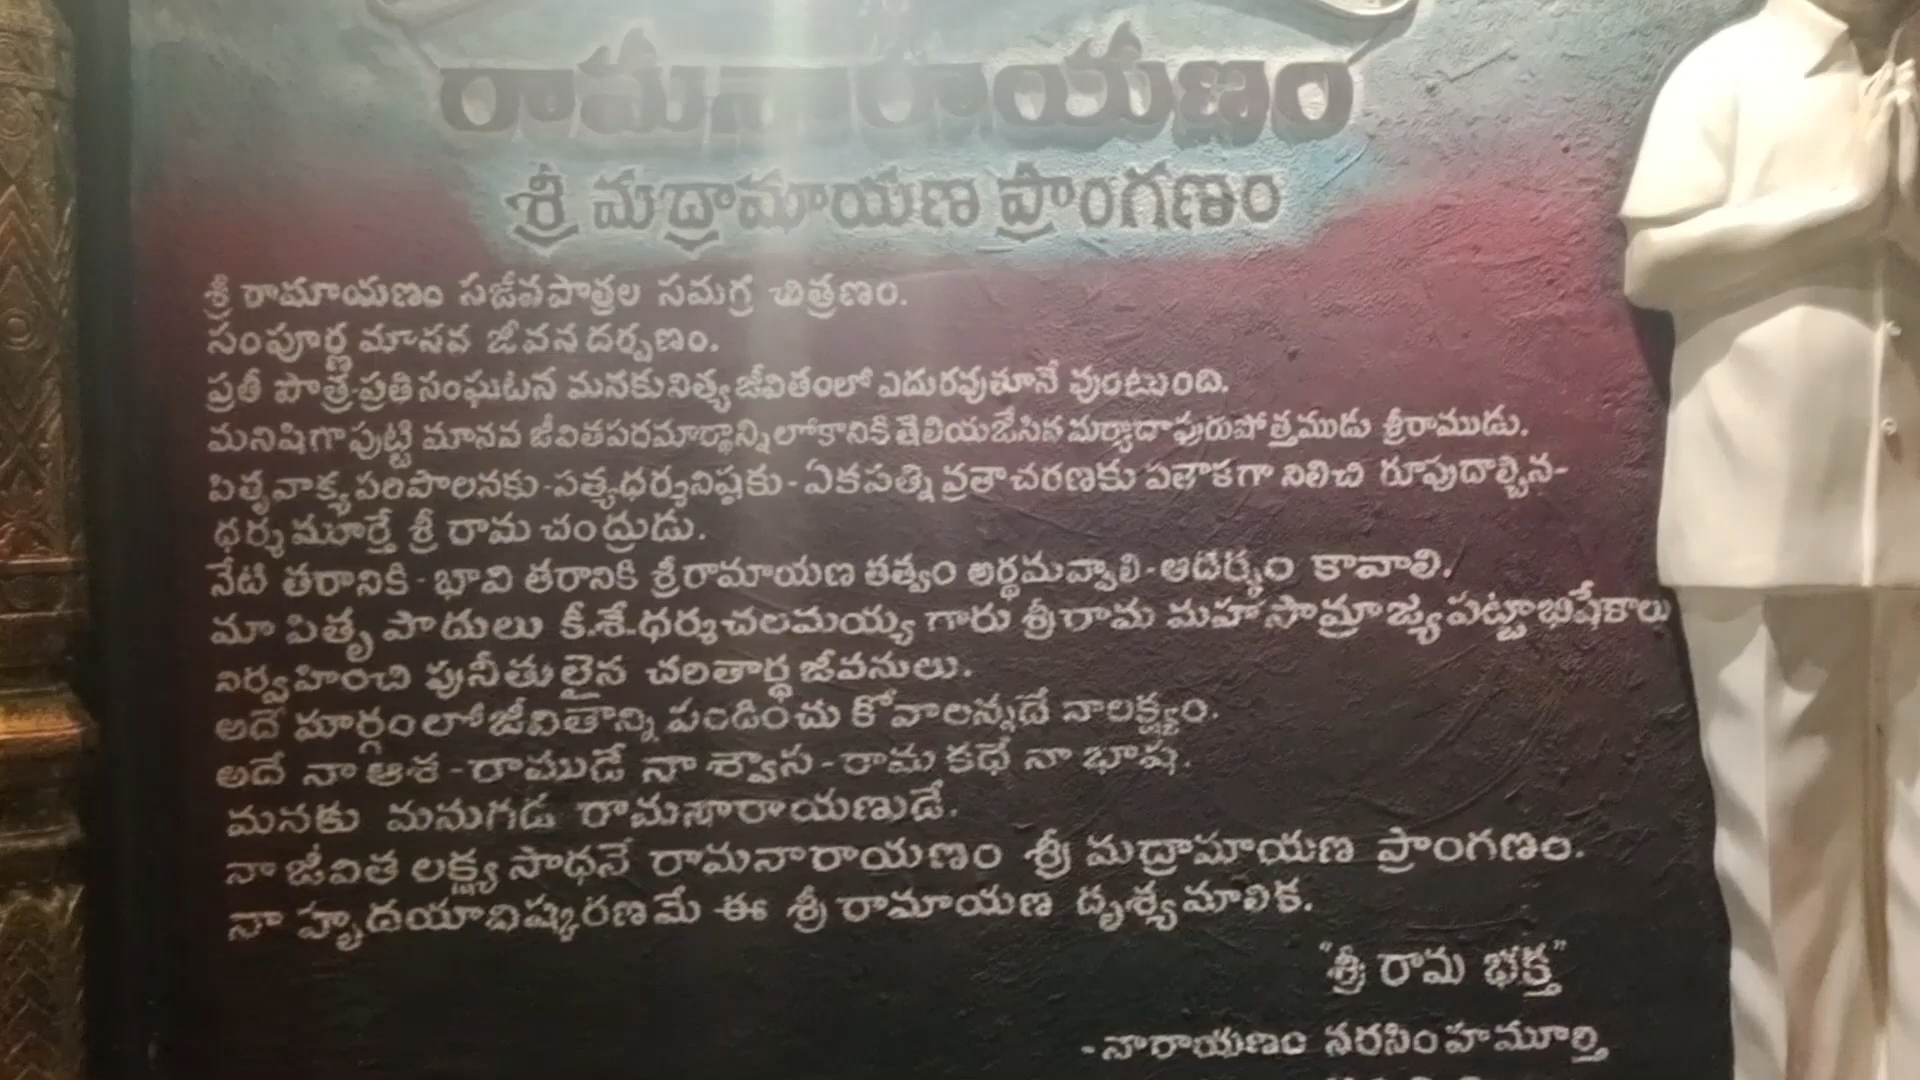 రామనారాయణం
శ్రీ మద్రామాయణ ప్రాంగణం
శ్రీ రామాయణం సజీవపాత్రల సమగ్ర చిత్రణం.
సంపూర్ణ మానవ జీవన దర్పణం.
ప్రతీ పాత్ర-ప్రతి సంఘటన మనకు నిత్య జీవితంలో ఎదురవుతూనే వుంటుంది.
మనిషిగా పుట్టి మానవ జీవిత పరమార్థాన్ని లోకానికి తెలియజేసిన మర్యాదాపురుషోత్తముడు శ్రీరాముడు.
పితృవాక్య పరిపాలనకు-సత్యధర్మనిష్ఠకు-ఏకపత్ని వ్రతాచరణకు పతాకగా నిలిచి రూపుదాల్చిన-
ధర్మమూర్తే శ్రీ రామ చంద్రుడు.
నేటి తరానికి-భావి తరానికి శ్రీరామాయణ తత్వం అర్థమవ్వాలి-ఆదర్శం కావాలి.
మా పితృ పాదులు కీ.శే.ధర్మచలమయ్య గారు శ్రీరామ మహాసామ్రాజ్య పట్టాభిషేకాలు
నిర్వహించి పునీతులైన చరితార్థ జీవనులు.
అదే మార్గంలో జీవితాన్ని పండించు కోవాలన్నదే నాలక్ష్యం.
అదే నా ఆశ-రాముడే నా శ్వాస-రామ కథే నా భాష.
మనకు మనుగడ రామనారాయణుడే.
నా జీవిత లక్ష్య సాధనే రామనారాయణం శ్రీ మద్రామాయణ ప్రాంగణం.
నా హృదయావిష్కరణమే ఈ శ్రీ రామాయణ దృశ్యమాలిక.
"శ్రీ రామ భక్త"
-నారాయణం నరసింహమూర్తి